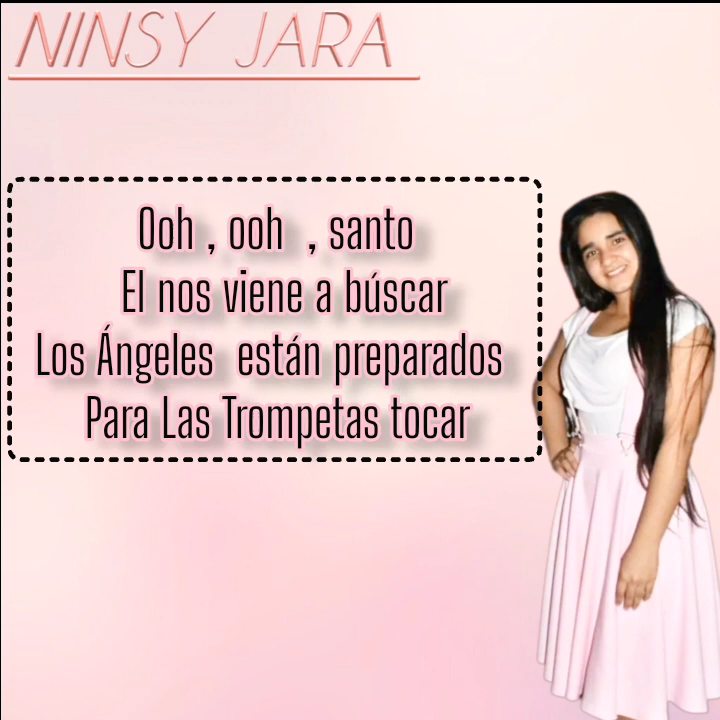 NINSY JARA
Ooh , ooh , santo
El nos viene a búscar
Los Ángeles están preparados
Para Las Trompetas tocar